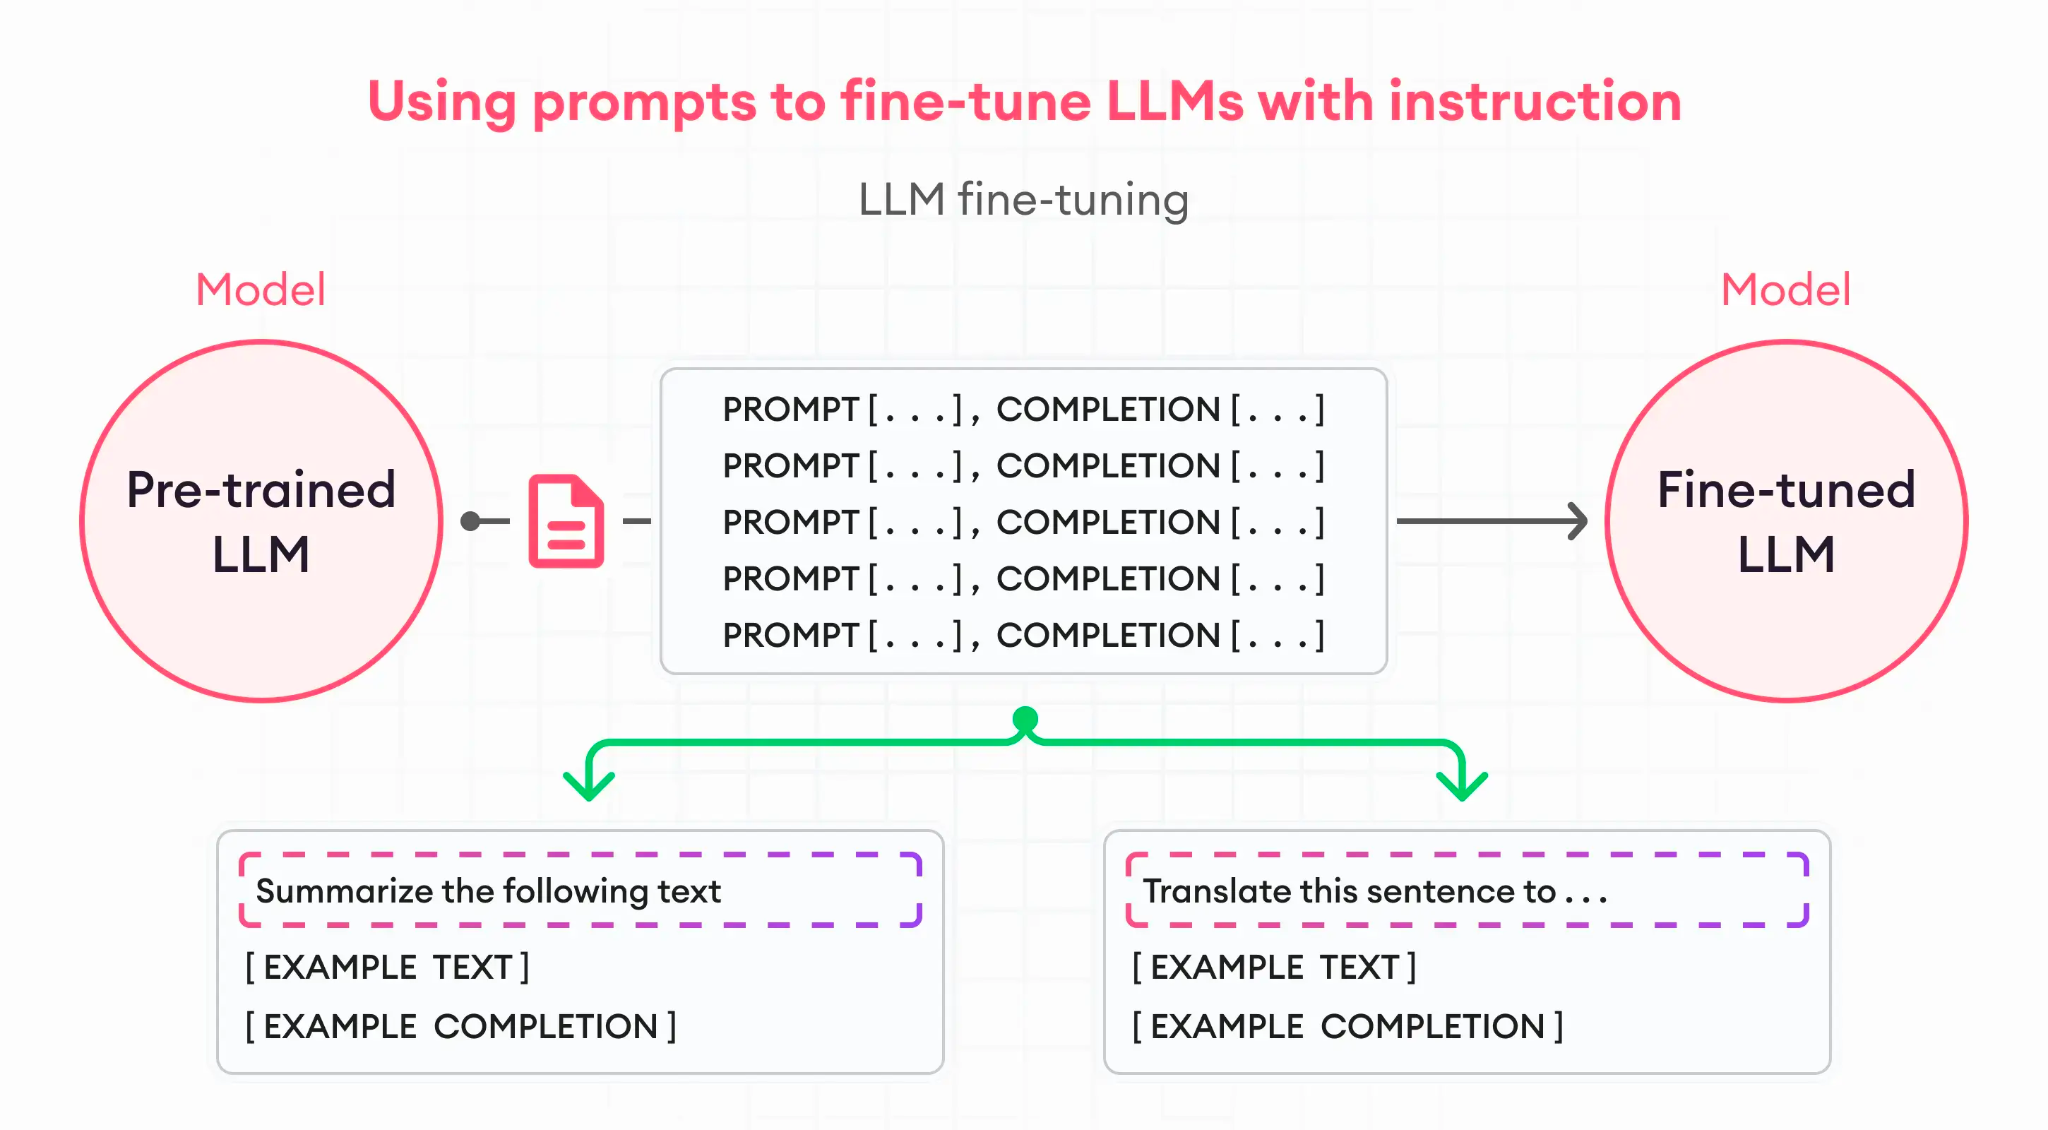 Using prompts to fine-tune LLMs with instruction
LLM fine-tuning
Model
Model
Pre-trained
LLM
PROMPT[...], COMPLETION[...]
PROMPT[...], COMPLETION[...]
PROMPT[...], COMPLETION[...]
PROMPT[...], COMPLETION[...]
PROMPT[...], COMPLETION[...]
Fine-tuned
LLM
Summarize the following text
[EXAMPLE TEXT]
[EXAMPLE COMPLETION]
Translate this sentence to...
[EXAMPLE TEXT]
[EXAMPLE COMPLETION]